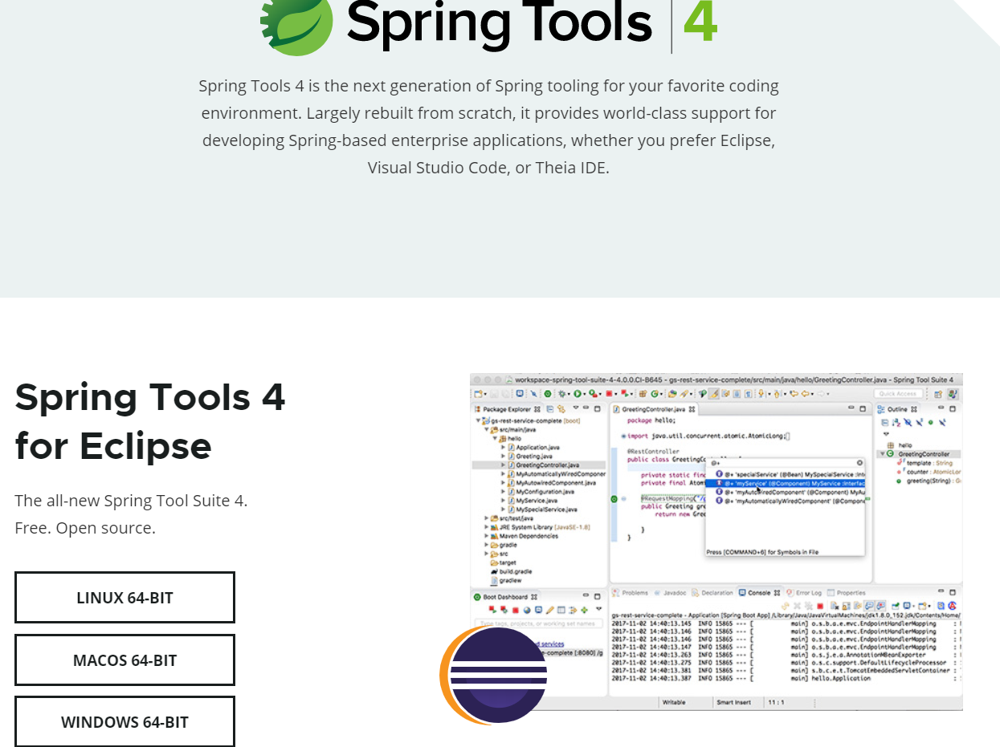 Spring Tools 4
Spring Tools 4 is the next generation of Spring tooling for your favorite coding
environment. Largely rebuilt from scratch, it provides world-class support for
developing Spring-based enterprise applications, whether you prefer Eclipse,
Visual Studio Code, or Theia IDE.
Spring Tools 4
for Eclipse
The all-new Spring Tool Suite 4.
Free. Open source.
LINUX 64-BIT
MACOS 64-BIT
WINDOWS 64-BIT
workspace-spring-tool-suite-4-4.0.0.CI-B645 - gs-rest-service-complete/src/main/java/hello/GreetingController.java - Spring Tool Suite 4
Quick Access
Package Explorer
gs-rest-service-complete [boot]
src/main/java
hello
Application.java
Greeting.java
GreetingController.java
MyAutomaticallyWiredComponer
MyAutowiredComponent.java
MyConfiguration.java
MyService.java
MySpecialService.java
src/test/java
JRE System Library [JavaSE-1.8]
Maven Dependencies
gradle
src
target
build.gradle
gradlew
GreetingController.java
package hello;
import java.util.concurrent.atomic.AtomicLong;
@RestController
public class GreetingC
private static fin
private final Atom
@RequestMapping("/g
public Greeting gre
return new Gree
}
}
@+
@+ 'specialService' (@Bean) MySpecialService :Inte
@+ 'myService' (@Component) MyService :Interfac
@+ 'myAutowiredComponent' (@Component) MyAu
@+ 'myAutomaticallyWiredComponent' (@Compone
Press [COMMAND+6] for Symbols in File
Outline
hello
GreetingController
template : String
counter : AtomicLor
greeting(String) : G
Boot Dashboard
Type tags, projects, or working set names
d services
e-complete [:8080] /g
Problems
Javadoc
Declaration
Console
Error Log
Properties
gs-rest-service-complete - Application [Spring Boot App] /Library/Java/JavaVirtualMachines/jdk1.8.0_152.jdk/Contents/Home/
2017-11-02 14:40:13.145 INFO 15865 --- [ main] o.s.b.a.e.mvc.EndpointHandlerMapping :
2017-11-02 14:40:13.146 INFO 15865 --- [ main] o.s.b.a.e.mvc.EndpointHandlerMapping :
2017-11-02 14:40:13.146 INFO 15865 --- [ main] o.s.b.a.e.mvc.EndpointHandlerMapping :
2017-11-02 14:40:13.147 INFO 15865 --- [ main] o.s.b.a.e.mvc.EndpointHandlerMapping :
2017-11-02 14:40:13.263 INFO 15865 --- [ main] o.s.j.e.a.AnnotationMBeanExporter :
2017-11-02 14:40:13.275 INFO 15865 --- [ main] o.s.c.support.DefaultLifecycleProcessor :
2017-11-02 14:40:13.381 INFO 15865 --- [ main] s.b.c.e.t.TomcatEmbeddedServletContainer :
2017-11-02 14:40:13.387 INFO 15865 --- [ main] hello.Application :
Writable
Smart Insert
11 : 1